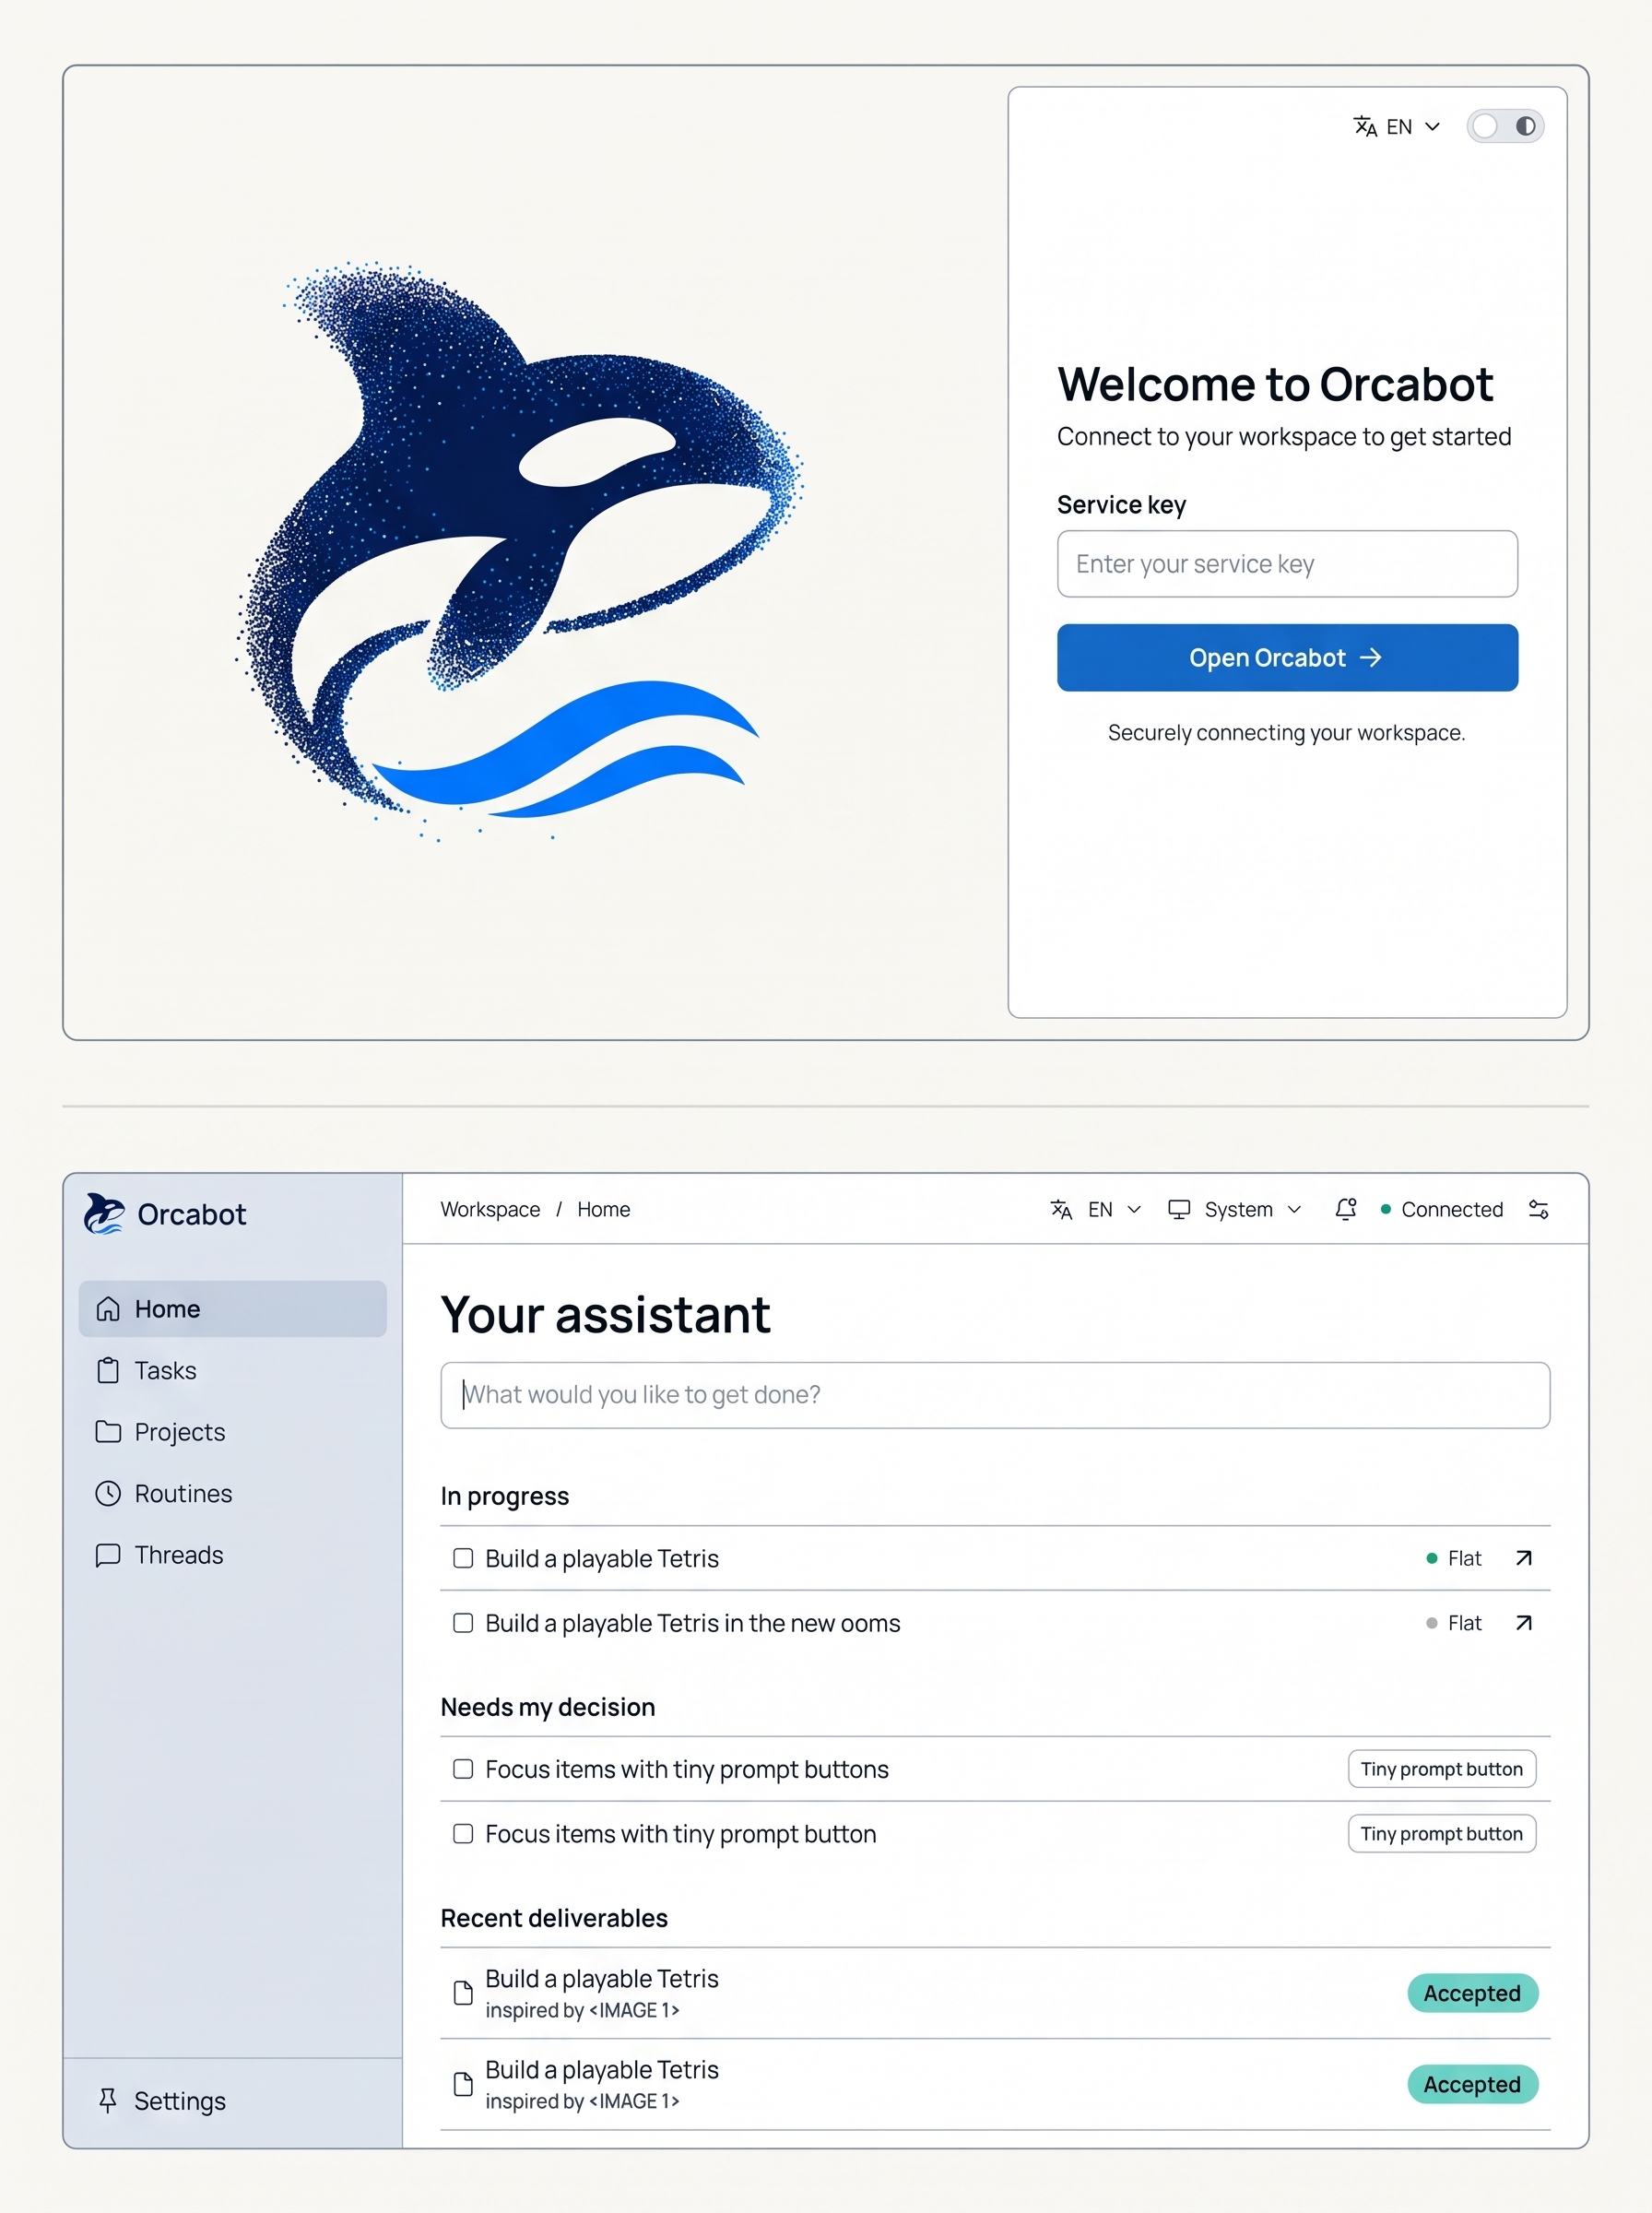 EN
Welcome to Orcabot
Connect to your workspace to get started
Service key
Enter your service key
Open Orcabot →
Securely connecting your workspace.
Orcabot
Home
Tasks
Projects
Routines
Threads
Settings
Workspace / Home
EN
System
Connected
Your assistant
What would you like to get done?
In progress
Build a playable Tetris
Flat
Build a playable Tetris in the new ooms
Flat
Needs my decision
Focus items with tiny prompt buttons
Tiny prompt button
Focus items with tiny prompt button
Tiny prompt button
Recent deliverables
Build a playable Tetris
inspired by <IMAGE 1>
Accepted
Build a playable Tetris
inspired by <IMAGE 1>
Accepted